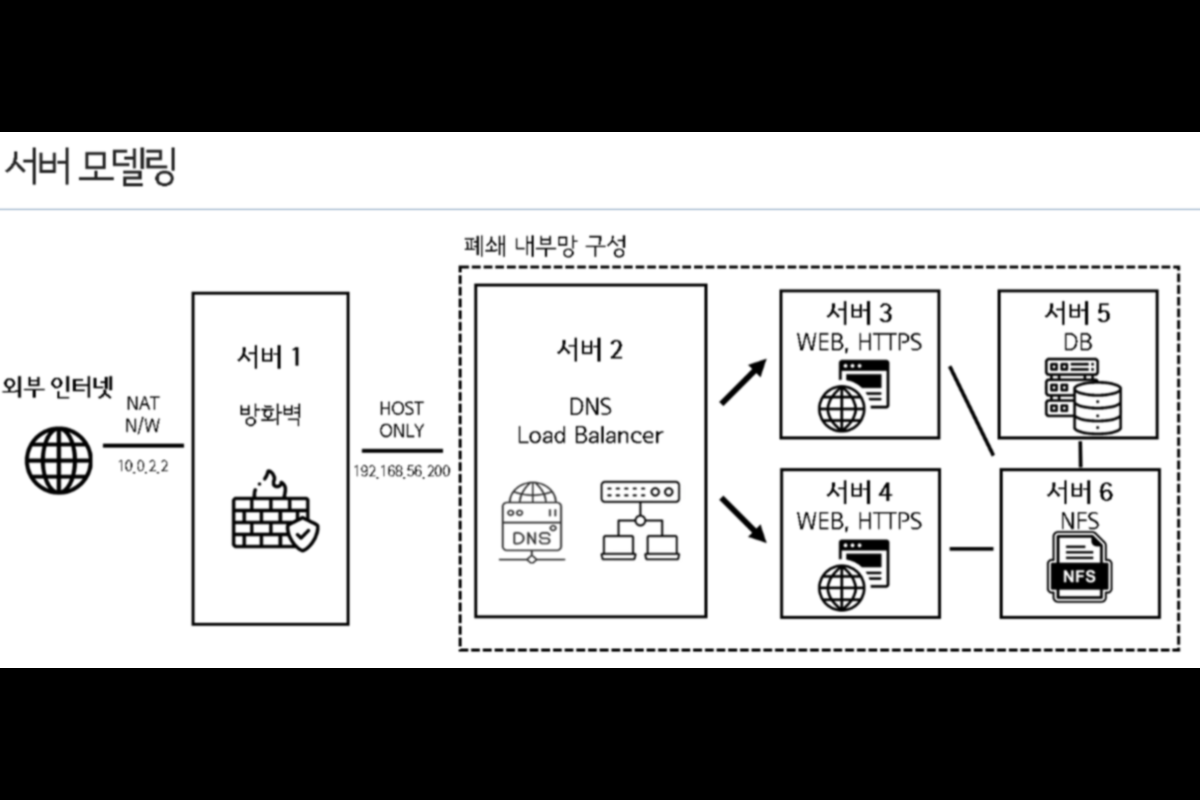 서버 모델링
폐쇄 내부망 구성
외부 인터넷
NAT
N/W
10.0.2.2
서버 1
방화벽
HOST
ONLY
192.168.56.200
서버 2
DNS
Load Balancer
DNS
서버 3
WEB, HTTPS
서버 4
WEB, HTTPS
서버 5
DB
서버 6
NFS
NFS